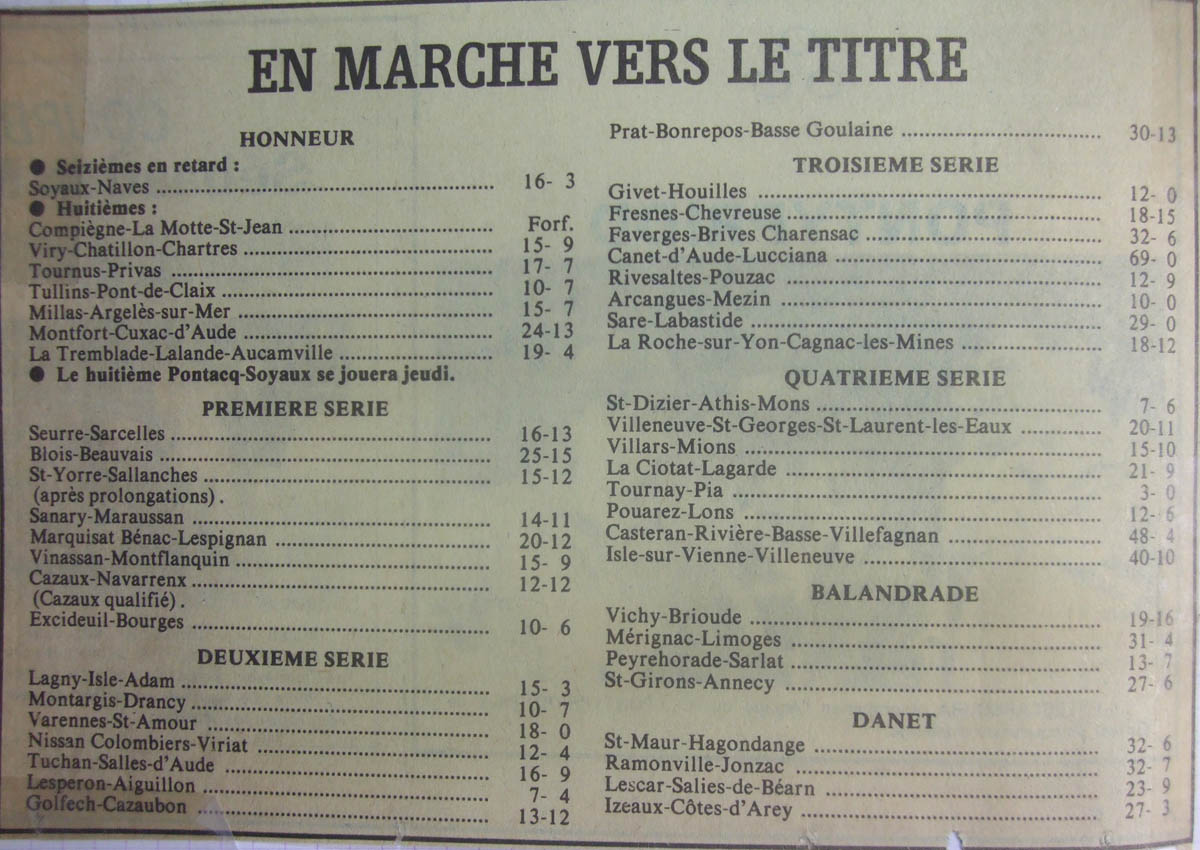 EN MARCHE VERS LE TITRE
HONNEUR
● Seizièmes en retard :
Soyaux-Naves ........ 16- 3
● Huitièmes :
Compiègne-La Motte-St-Jean ........ Forf.
Viry-Chatillon-Chartres ........ 15- 9
Tournus-Privas ........ 17- 7
Tullins-Pont-de-Claix ........ 10- 7
Millas-Argelès-sur-Mer ........ 15- 7
Montfort-Cuxac-d'Aude ........ 24-13
La Tremblade-Lalande-Aucamville ........ 19- 4
● Le huitième Pontacq-Soyaux se jouera jeudi.
PREMIERE SERIE
Seurre-Sarcelles ........ 16-13
Blois-Beauvais ........ 25-15
St-Yorre-Sallanches ........ 15-12
(après prolongations).
Sanary-Maraussan ........ 14-11
Marquisat Bénac-Lespignan ........ 20-12
Vinassan-Montflanquin ........ 15- 9
Cazaux-Navarrenx ........ 12-12
(Cazaux qualifié).
Excideuil-Bourges ........ 10- 6
DEUXIEME SERIE
Lagny-Isle-Adam ........ 15- 3
Montargis-Drancy ........ 10- 7
Varennes-St-Amour ........ 18- 0
Nissan Colombiers-Viriat ........ 12- 4
Tuchan-Salles-d'Aude ........ 16- 9
Lesperon-Aiguillon ........ 7- 4
Golfech-Cazaubon ........ 13-12
Prat-Bonrepos-Basse Goulaine ........ 30-13
TROISIEME SERIE
Givet-Houilles ........ 12- 0
Fresnes-Chevreuse ........ 18-15
Faverges-Brives Charensac ........ 32- 6
Canet-d'Aude-Lucciana ........ 69- 0
Rivesaltes-Pouzac ........ 12- 9
Arcangues-Mezin ........ 10- 0
Sare-Labastide ........ 29- 0
La Roche-sur-Yon-Cagnac-les-Mines ........ 18-12
QUATRIEME SERIE
St-Dizier-Athis-Mons ........ 7- 6
Villeneuve-St-Georges-St-Laurent-les-Eaux ........ 20-11
Villars-Mions ........ 15-10
La Ciotat-Lagarde ........ 21- 9
Tournay-Pia ........ 3- 0
Pouarez-Lons ........ 12- 6
Casteran-Rivière-Basse-Villefagnan ........ 48- 4
Isle-sur-Vienne-Villeneuve ........ 40-10
BALANDRADE
Vichy-Brioude ........ 19-16
Mérignac-Limoges ........ 31- 4
Peyrehorade-Sarlat ........ 13- 7
St-Girons-Annecy ........ 27- 6
DANET
St-Maur-Hagondange ........ 32- 6
Ramonville-Jonzac ........ 32- 7
Lescar-Salies-de-Béarn ........ 23- 9
Izeaux-Côtes-d'Arey ........ 27- 3